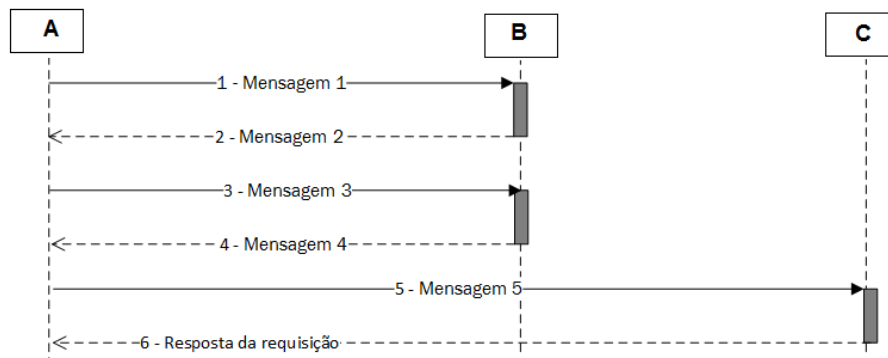 A
B
C
1 - Mensagem 1
2 - Mensagem 2
3 - Mensagem 3
4 - Mensagem 4
5 - Mensagem 5
6 - Resposta da requisição